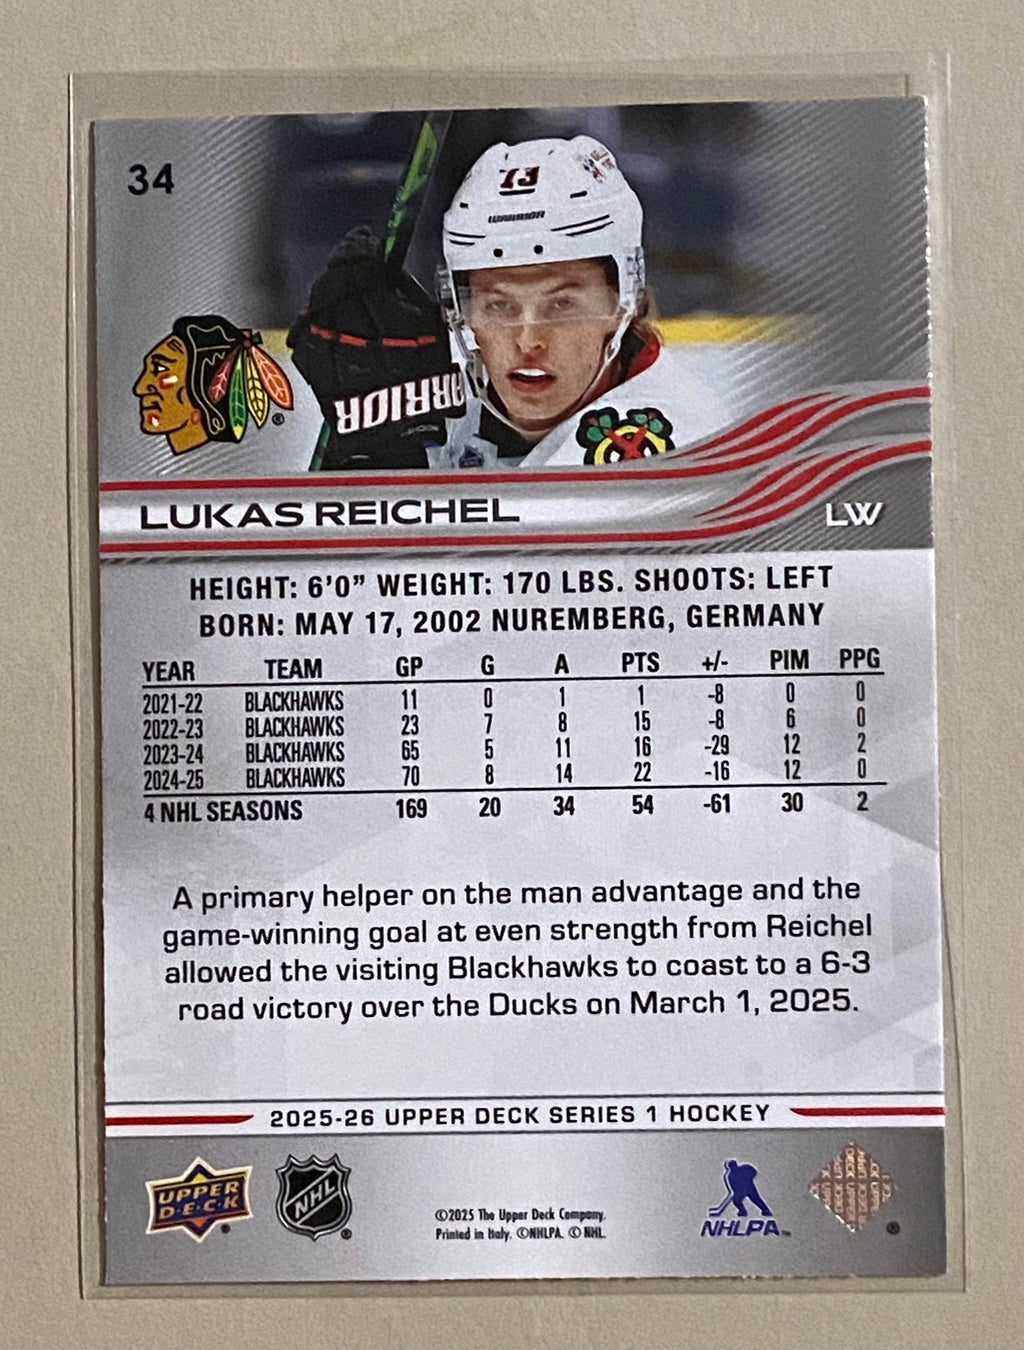 34
73
WARRIOR
WARRIOR
®
LUKAS REICHEL
LW
HEIGHT: 6'0" WEIGHT: 170 LBS. SHOOTS: LEFT
BORN: MAY 17, 2002 NUREMBERG, GERMANY
YEAR TEAM GP G A PTS +/- PIM PPG
2021-22 BLACKHAWKS 11 0 1 1 -8 0 0
2022-23 BLACKHAWKS 23 7 8 15 -8 6 0
2023-24 BLACKHAWKS 65 5 11 16 -29 12 2
2024-25 BLACKHAWKS 70 8 14 22 -16 12 0
4 NHL SEASONS 169 20 34 54 -61 30 2
A primary helper on the man advantage and the
game-winning goal at even strength from Reichel
allowed the visiting Blackhawks to coast to a 6-3
road victory over the Ducks on March 1, 2025.
2025-26 UPPER DECK SERIES 1 HOCKEY
UPPER
D·E·C·K
®
NHL
®
©2025 The Upper Deck Company.
Printed in Italy. ©NHLPA. © NHL.
NHLPA™
®